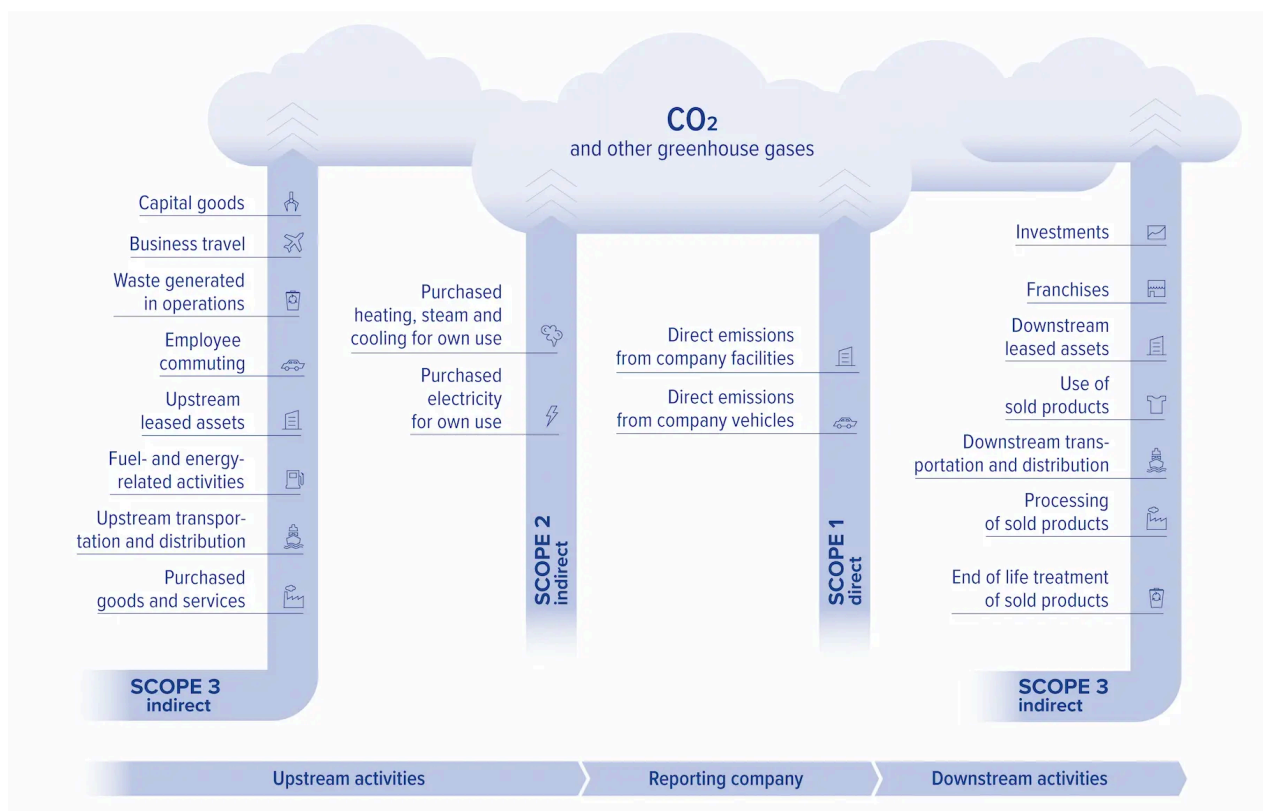 CO₂
and other greenhouse gases
Capital goods
Business travel
Waste generated
in operations
Employee
commuting
Upstream
leased assets
Fuel- and energy-
related activities
Upstream transpor-
tation and distribution
Purchased
goods and services
SCOPE 3
indirect
Purchased
heating, steam and
cooling for own use
Purchased
electricity
for own use
SCOPE 2
indirect
Direct emissions
from company facilities
Direct emissions
from company vehicles
SCOPE 1
direct
Investments
Franchises
Downstream
leased assets
Use of
sold products
Downstream trans-
portation and distribution
Processing
of sold products
End of life treatment
of sold products
SCOPE 3
indirect
Upstream activities
Reporting company
Downstream activities